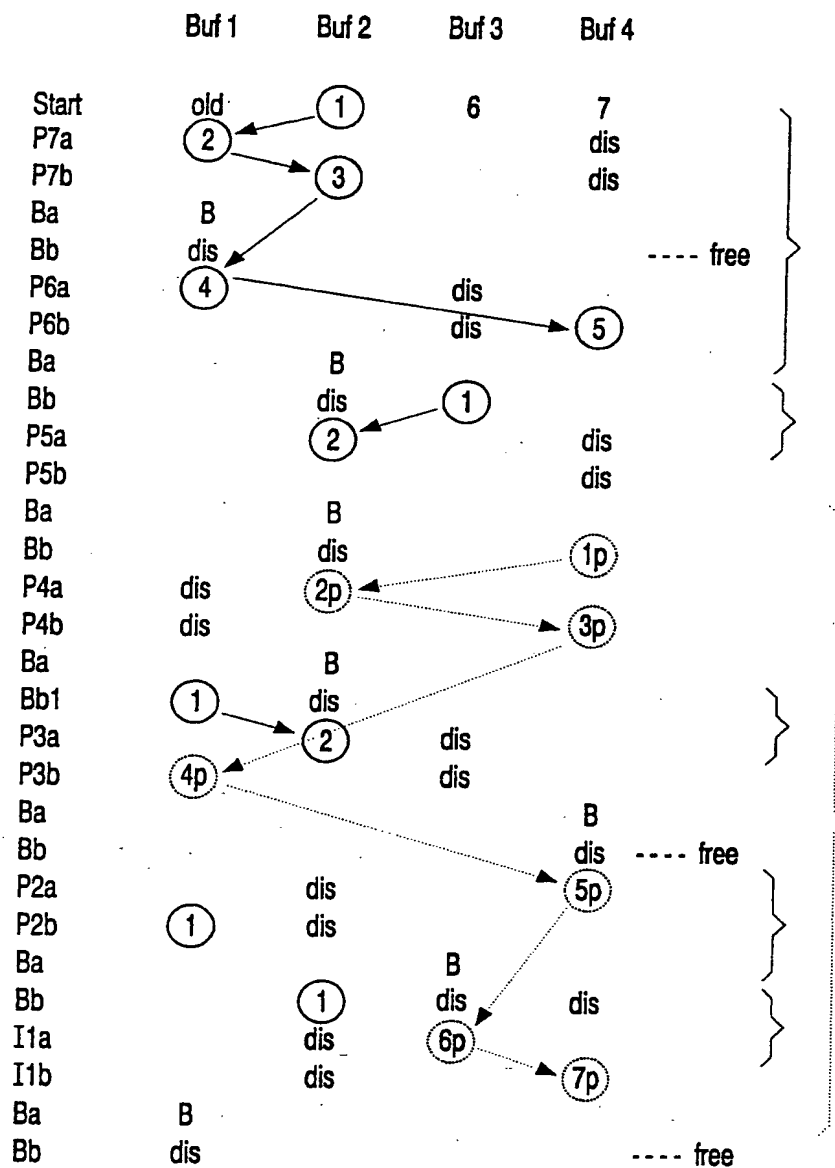 Buf 1 Buf 2 Buf 3 Buf 4
Start old 1 6 7
P7a 2 dis
P7b 3 dis
Ba B
Bb dis ---- free
P6a 4 dis
P6b dis 5
Ba B
Bb dis 1
P5a 2 dis
P5b dis
Ba B
Bb dis 1p
P4a dis 2p
P4b dis 3p
Ba B
Bb1 1 dis
P3a 2 dis
P3b 4p dis
Ba B
Bb dis ---- free
P2a dis 5p
P2b 1 dis
Ba B
Bb 1 dis dis
I1a dis 6p
I1b dis 7p
Ba B
Bb dis ---- free